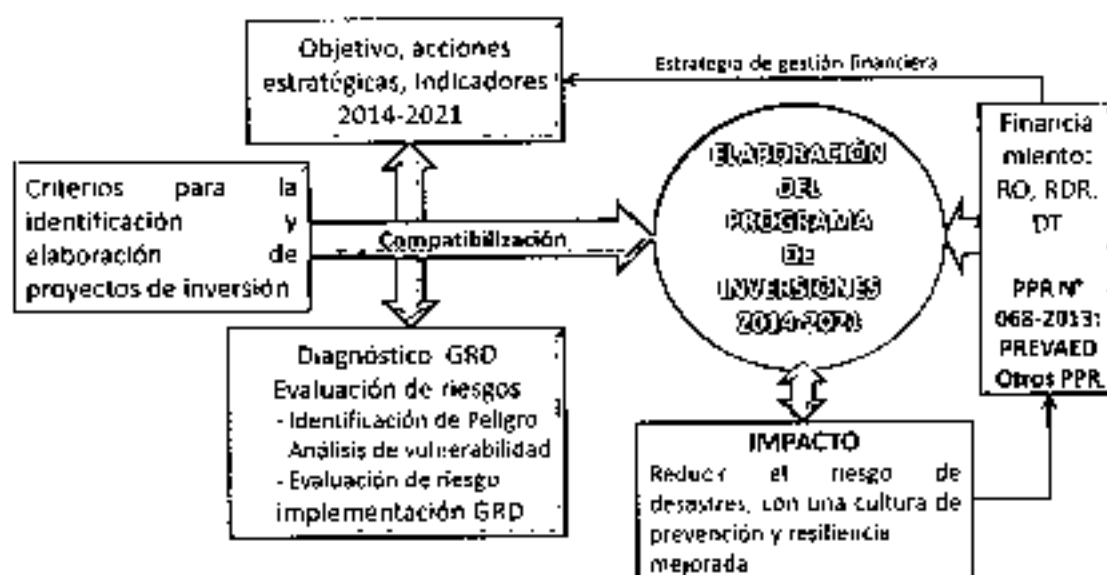 Objetivo, acciones
estratégicas, Indicadores
2014-2021
Estrategia de gestión financiera
Criterios para la
identificación y
elaboración de
proyectos de inversión
Compatibilización
ELABORACIÓN
DEL
PROGRAMA
DE
INVERSIONES
2014-2021
Financia
miento:
RO, RDR.
DT
PPR N°
068-2013:
PREVAED
Otros PPR.
Diagnóstico GRD
Evaluación de riesgos
- Identificación de Peligro
Análisis de vulnerabilidad
- Evaluación de riesgo
implementación GRD
IMPACTO
Reducir el riesgo de
desastres, con una cultura de
prevención y resiliencia
mejorada